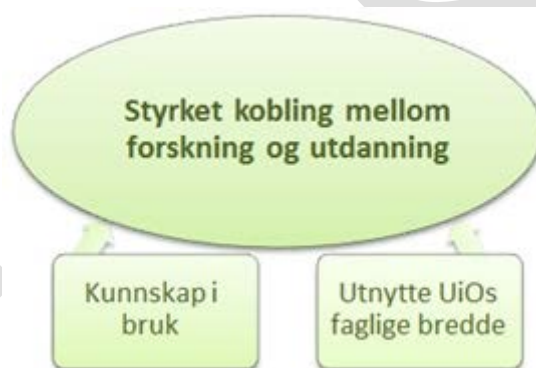 Styrket kobling mellom
forskning og utdanning
Kunnskap i
bruk
Utnytte UiOs
faglige bredde